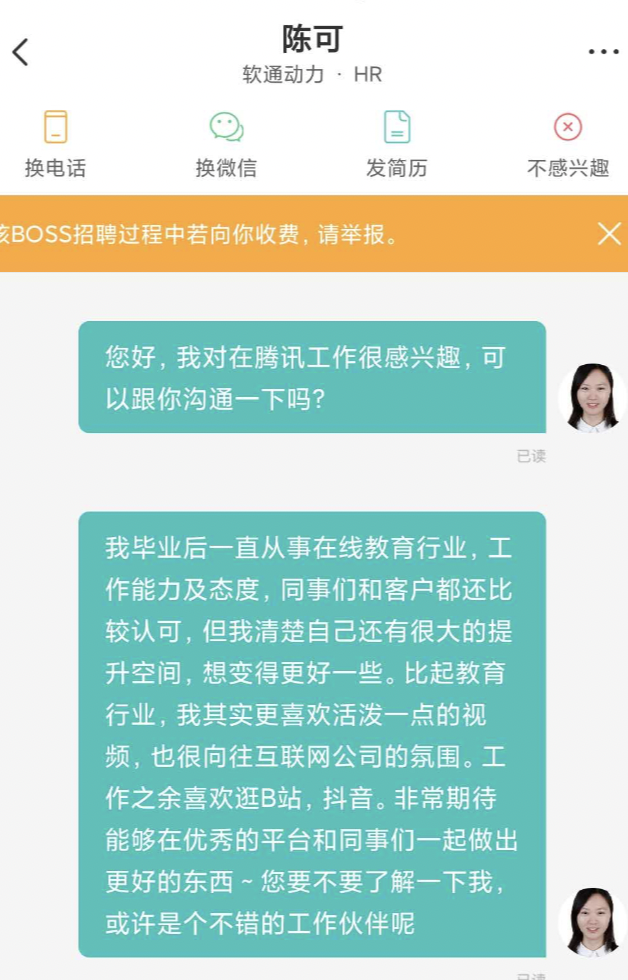 陈可
软通动力 · HR
换电话
换微信
发简历
不感兴趣
该BOSS招聘过程中若向你收费，请举报。
您好，我对在腾讯工作很感兴趣，可
以跟你沟通一下吗？
已读
我毕业后一直从事在线教育行业，工
作能力及态度，同事们和客户都还比
较认可，但我清楚自己还有很大的提
升空间，想变得更好一些。比起教育
行业，我其实更喜欢活泼一点的视
频，也很向往互联网公司的氛围。工
作之余喜欢逛B站，抖音。非常期待
能够在优秀的平台和同事们一起做出
更好的东西～您要不要了解一下我，
或许是个不错的工作伙伴呢
已读